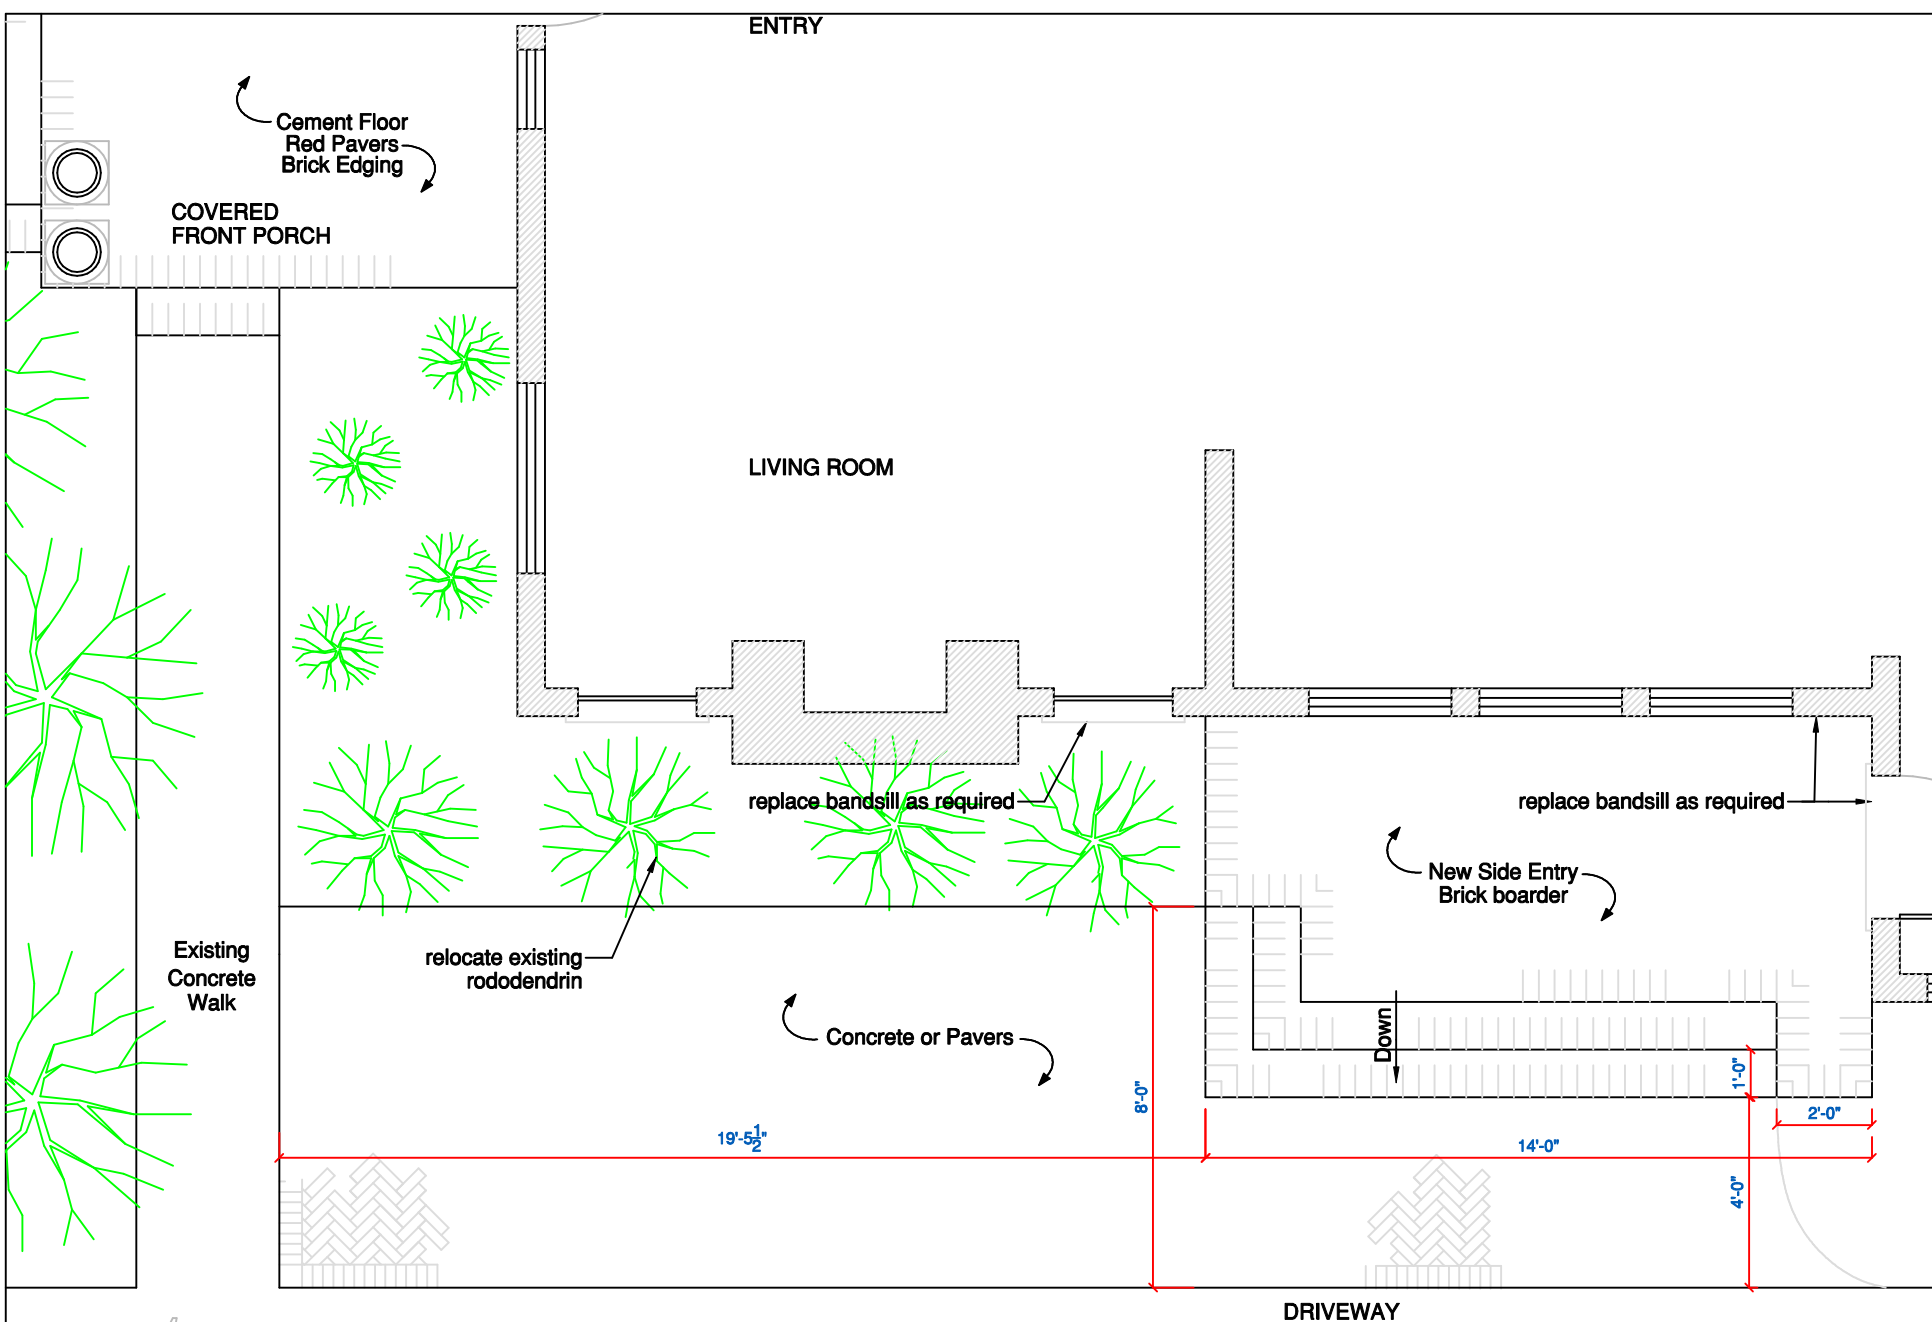 ENTRY
Cement Floor
Red Pavers
Brick Edging
COVERED
FRONT PORCH
LIVING ROOM
replace bandsill as required
replace bandsill as required
New Side Entry
Brick boarder
Existing
Concrete
Walk
relocate existing
rododendrin
Concrete or Pavers
Down
8'-0"
1'-0"
2'-0"
19'-5½"
14'-0"
4'-0"
DRIVEWAY